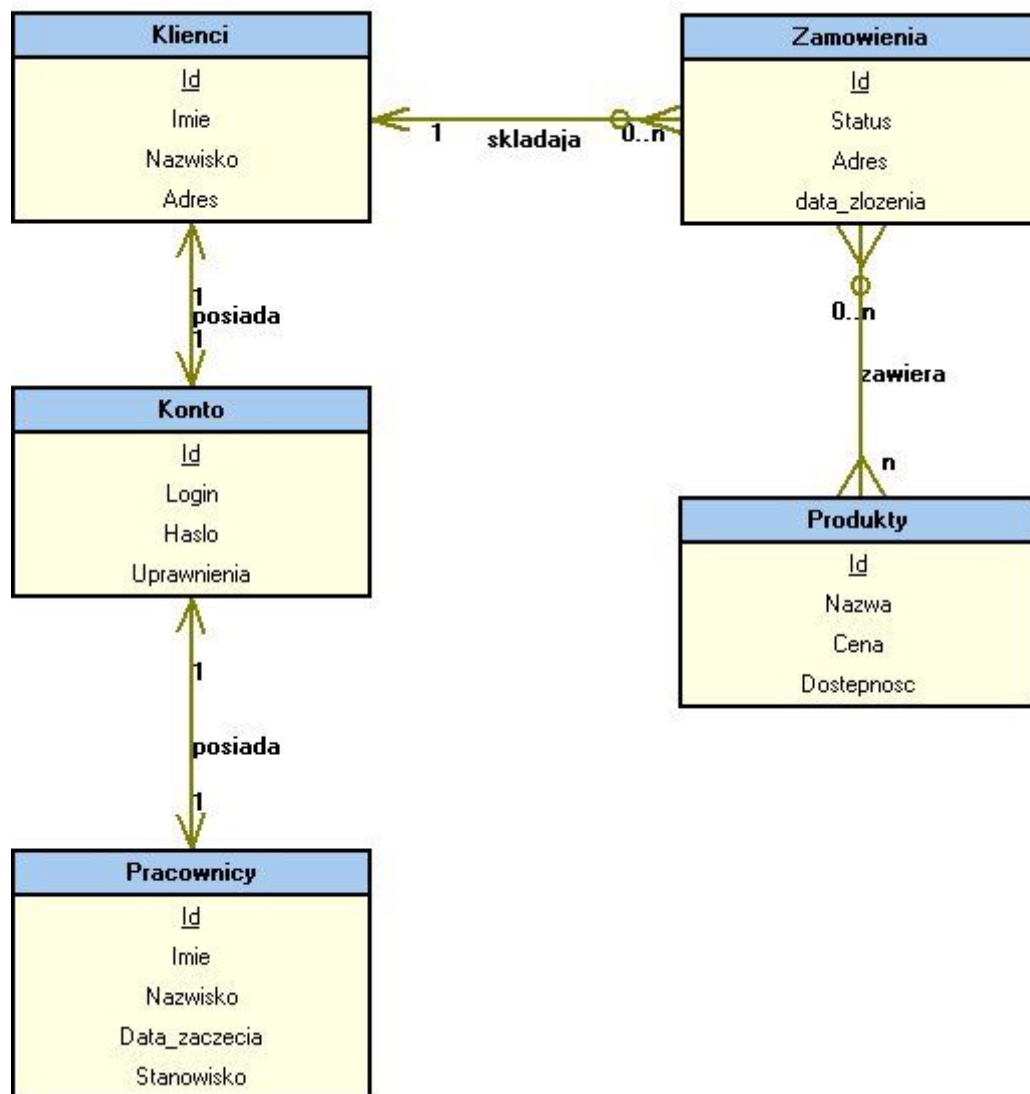 Klienci
Id
Imie
Nazwisko
Adres
1
skladaja
0..n
Zamowienia
Id
Status
Adres
data_zlozenia
1
posiada
1
0..n
zawiera
n
Konto
Id
Login
Haslo
Uprawnienia
Produkty
Id
Nazwa
Cena
Dostepnosc
1
posiada
1
Pracownicy
Id
Imie
Nazwisko
Data_zaczecia
Stanowisko